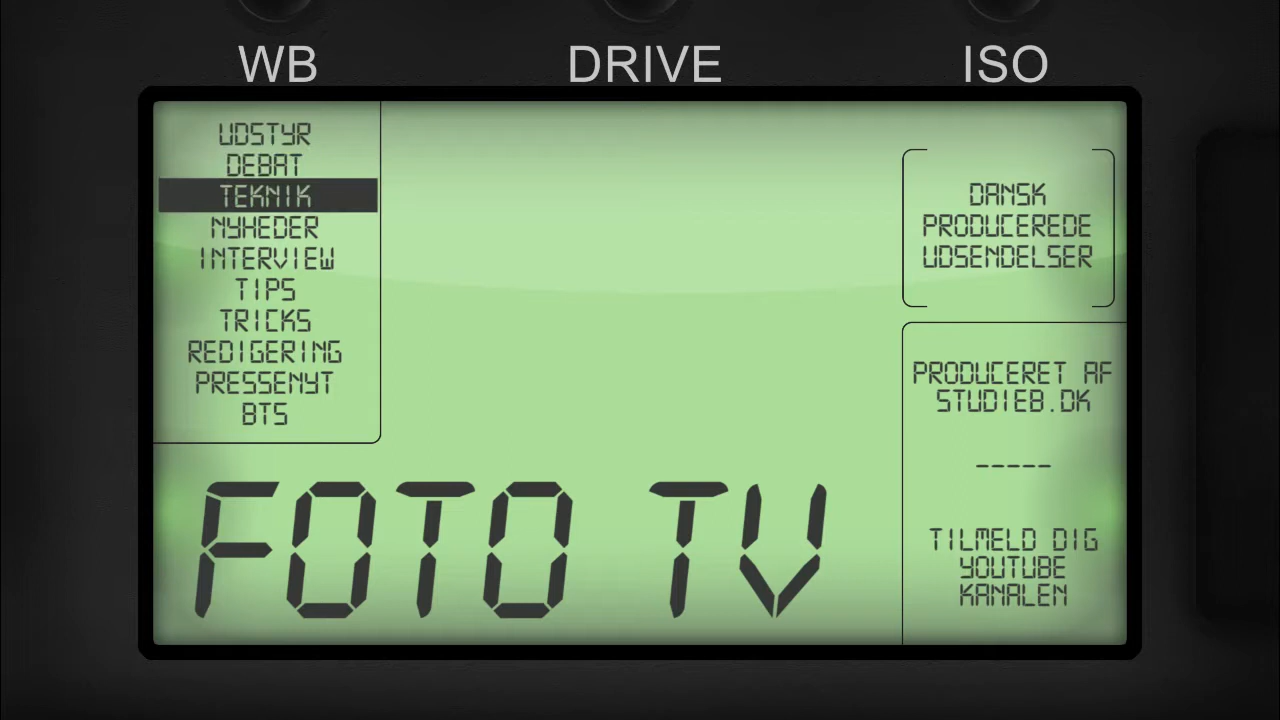 WB
DRIVE
ISO
UDSTYR
DEBAT
TEKNIK
NYHEDER
INTERVIEW
TIPS
TRICKS
REDIGERING
PRESSENYT
BTS
DANSK
PRODUCEREDE
UDSENDELSER
PRODUCERET AF
STUDIEB.DK
-----
TILMELD DIG
YOUTUBE
KANALEN
FOTO TV